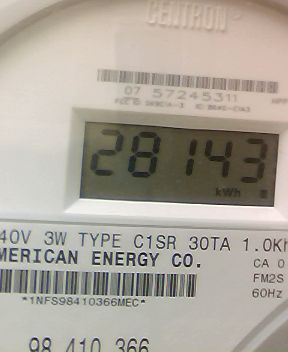 CENTRON®
07 57245311
28143
kWh
40V 3W TYPE C1SR 30TA 1.0Kh
MERICAN ENERGY CO.
CA 0
FM2S
60Hz
*1NFS98410366MEC*
98 410 366